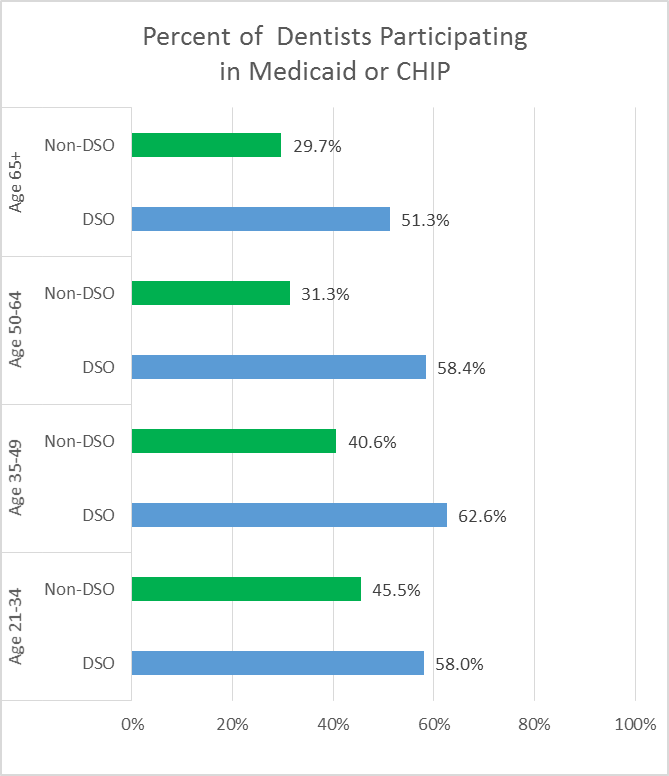 Percent of Dentists Participating
in Medicaid or CHIP
Age 65+
Non-DSO
29.7%
DSO
51.3%
Age 50-64
Non-DSO
31.3%
DSO
58.4%
Age 35-49
Non-DSO
40.6%
DSO
62.6%
Age 21-34
Non-DSO
45.5%
DSO
58.0%
0% 20% 40% 60% 80% 100%